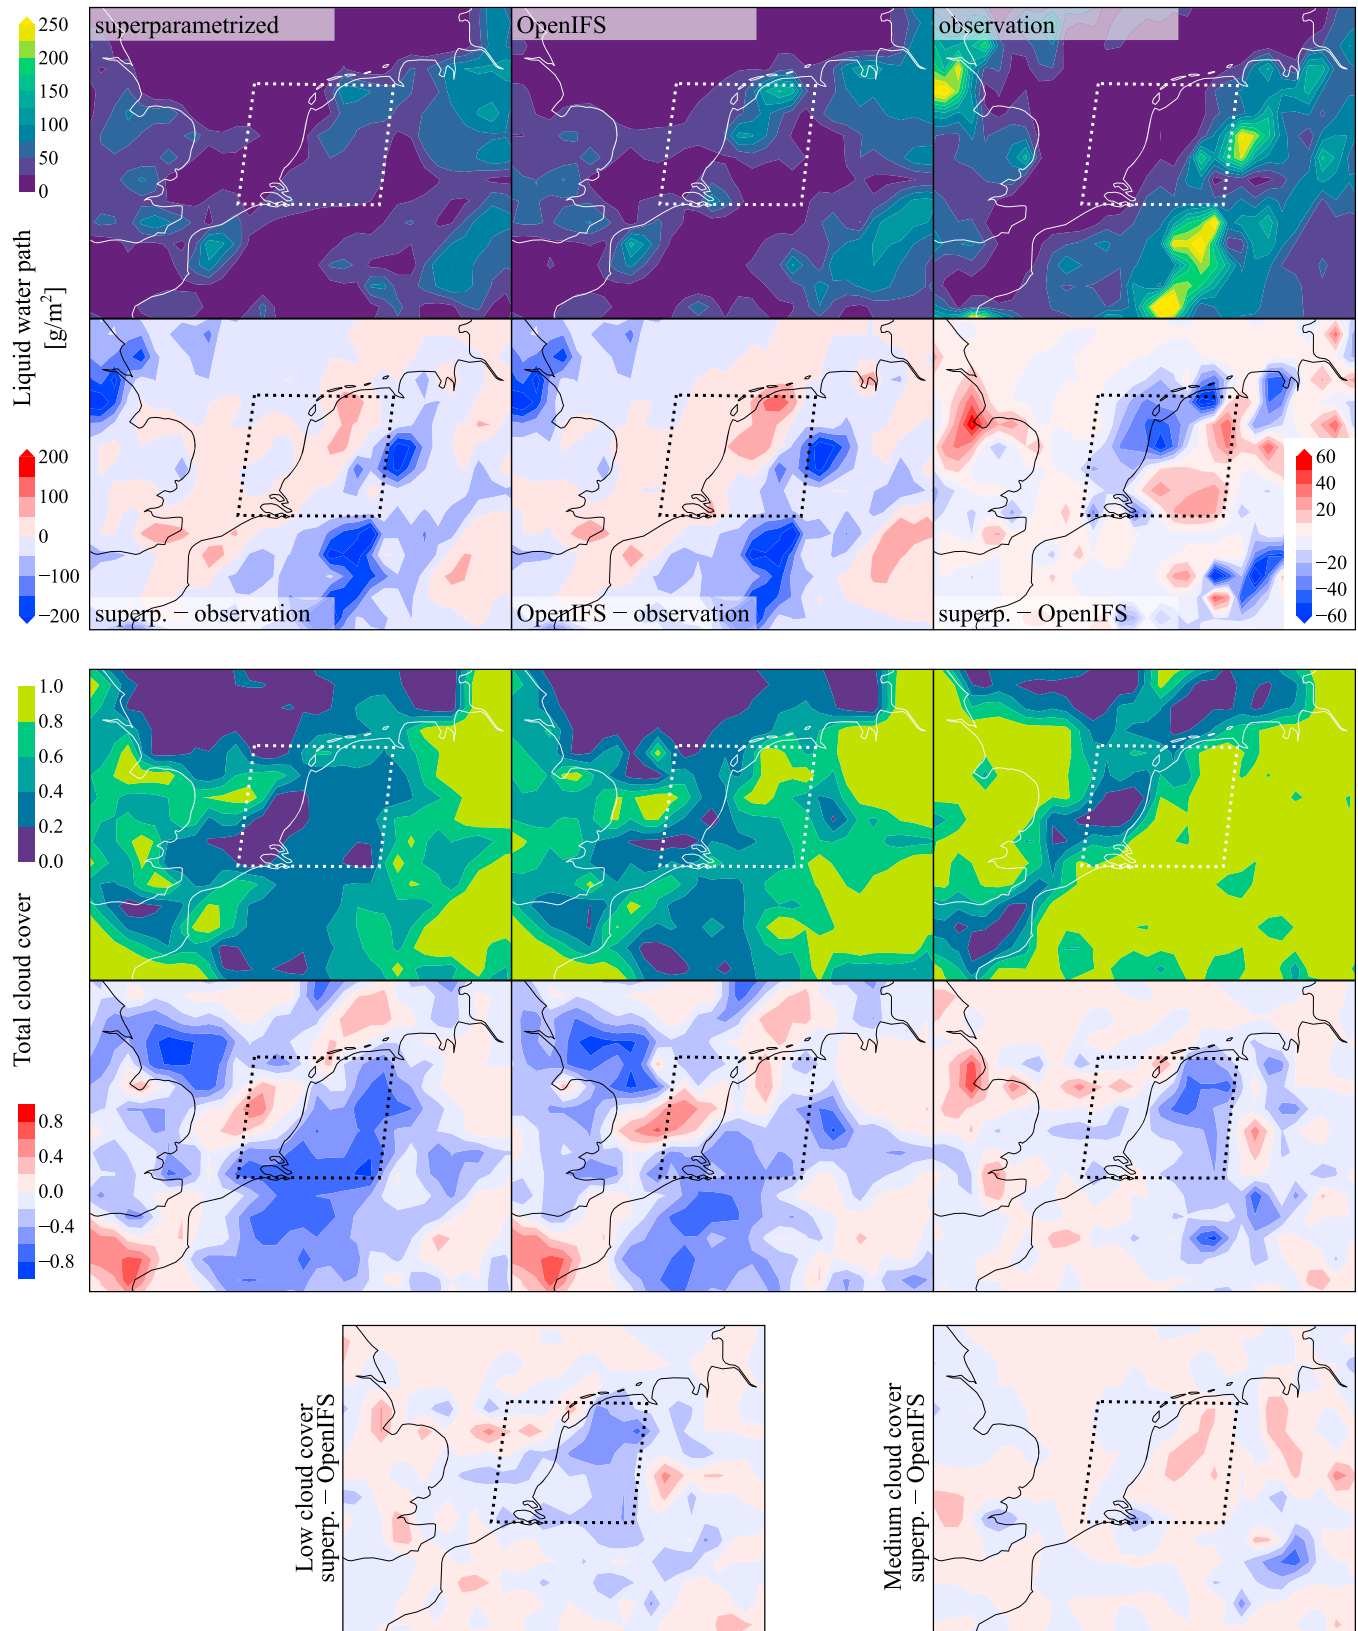 superparametrized
OpenIFS
observation
250
200
150
100
50
0
Liquid water path
[g/m²]
200
100
0
−100
−200
superp. − observation
OpenIFS − observation
superp. − OpenIFS
60
40
20
−20
−40
−60
1.0
0.8
0.6
0.4
0.2
0.0
Total cloud cover
0.8
0.4
0.0
−0.4
−0.8
Low cloud cover
superp. − OpenIFS
Medium cloud cover
superp. − OpenIFS